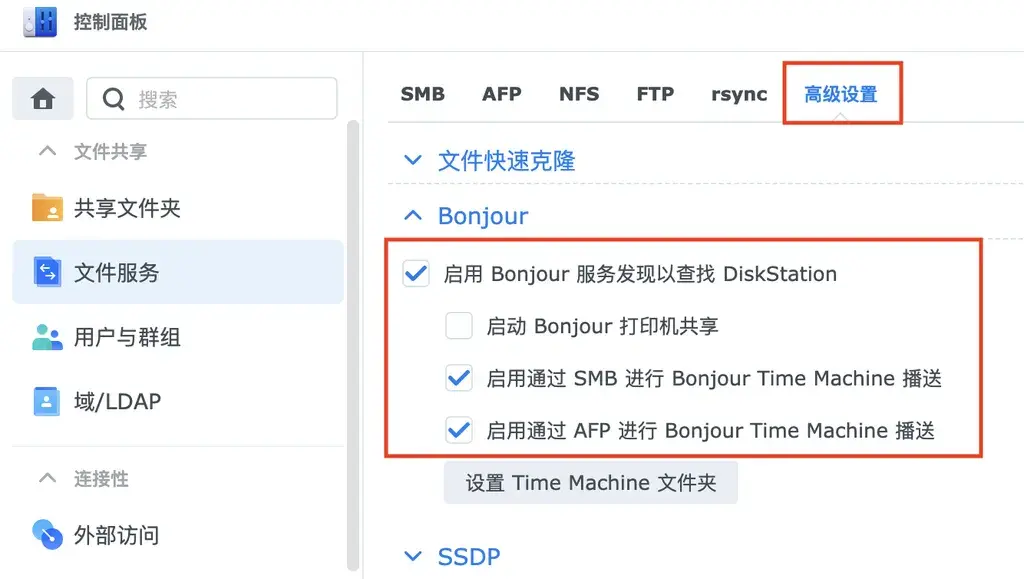 控制面板
搜索
文件共享
共享文件夹
文件服务
用户与群组
域/LDAP
连接性
外部访问
SMB AFP NFS FTP rsync 高级设置
文件快速克隆
Bonjour
启用 Bonjour 服务发现以查找 DiskStation
启动 Bonjour 打印机共享
启用通过 SMB 进行 Bonjour Time Machine 播送
启用通过 AFP 进行 Bonjour Time Machine 播送
设置 Time Machine 文件夹
SSDP